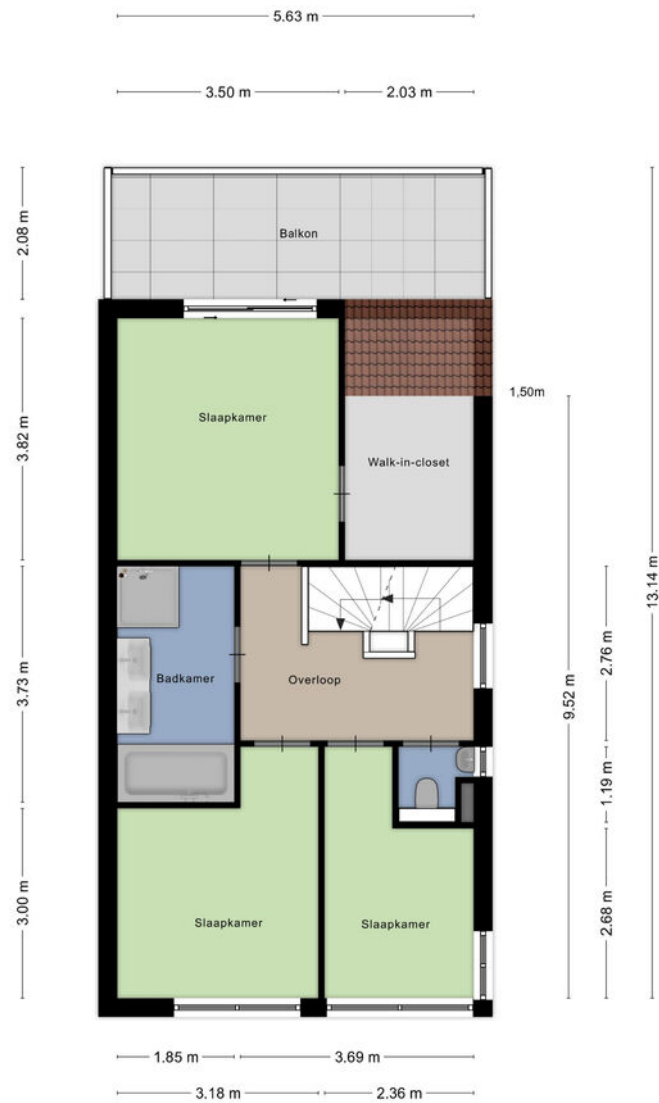 5.63 m
3.50 m
2.03 m
2.08 m
Balkon
3.82 m
Slaapkamer
1,50m
Walk-in-closet
13.14 m
3.73 m
Badkamer
Overloop
2.76 m
9.52 m
1.19 m
3.00 m
Slaapkamer
Slaapkamer
2.68 m
1.85 m
3.69 m
3.18 m
2.36 m